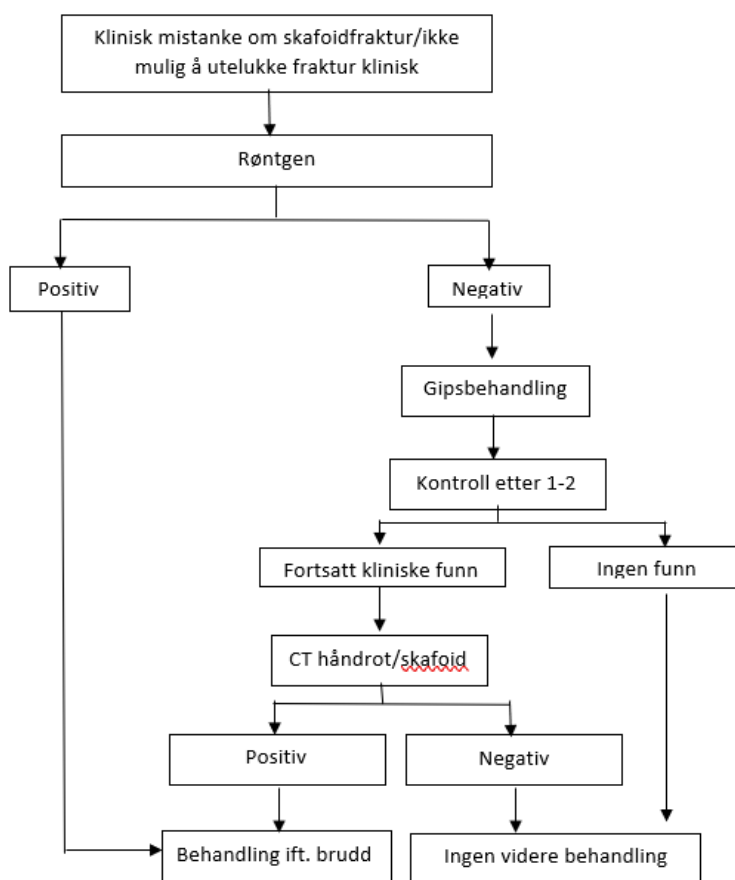 Klinisk mistanke om skafoidfraktur/ikke
mulig å utelukke fraktur klinisk
Røntgen
Positiv
Negativ
Gipsbehandling
Kontroll etter 1-2
Fortsatt kliniske funn
Ingen funn
CT håndrot/skafoid
Positiv
Negativ
Behandling ift. brudd
Ingen videre behandling